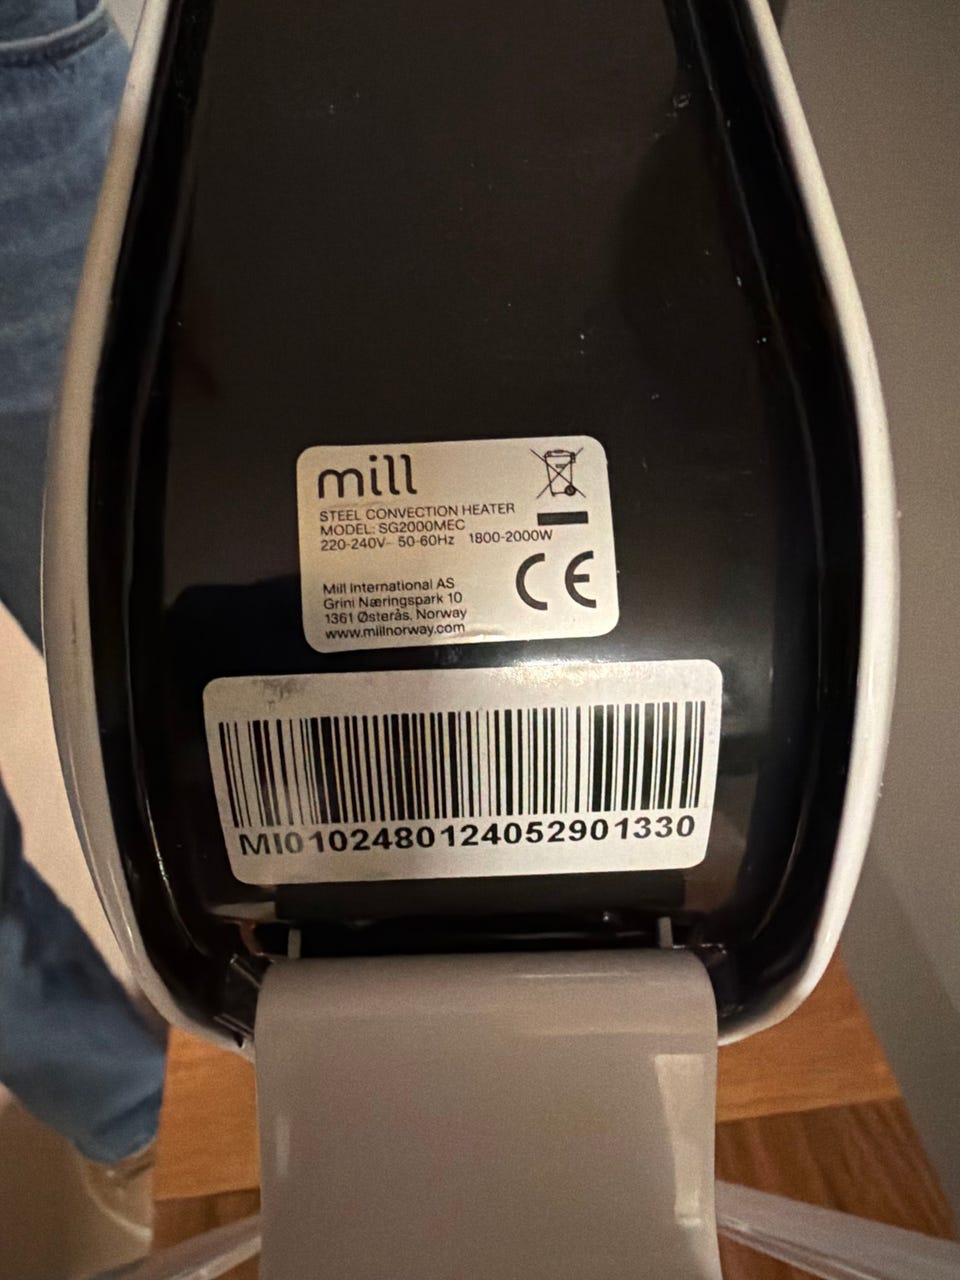 mill
STEEL CONVECTION HEATER
MODEL: SG2000MEC
220-240V~ 50-60Hz 1800-2000W
CE
Mill International AS
Grini Næringspark 10
1361 Østerås, Norway
www.millnorway.com
MI0102480124052901330